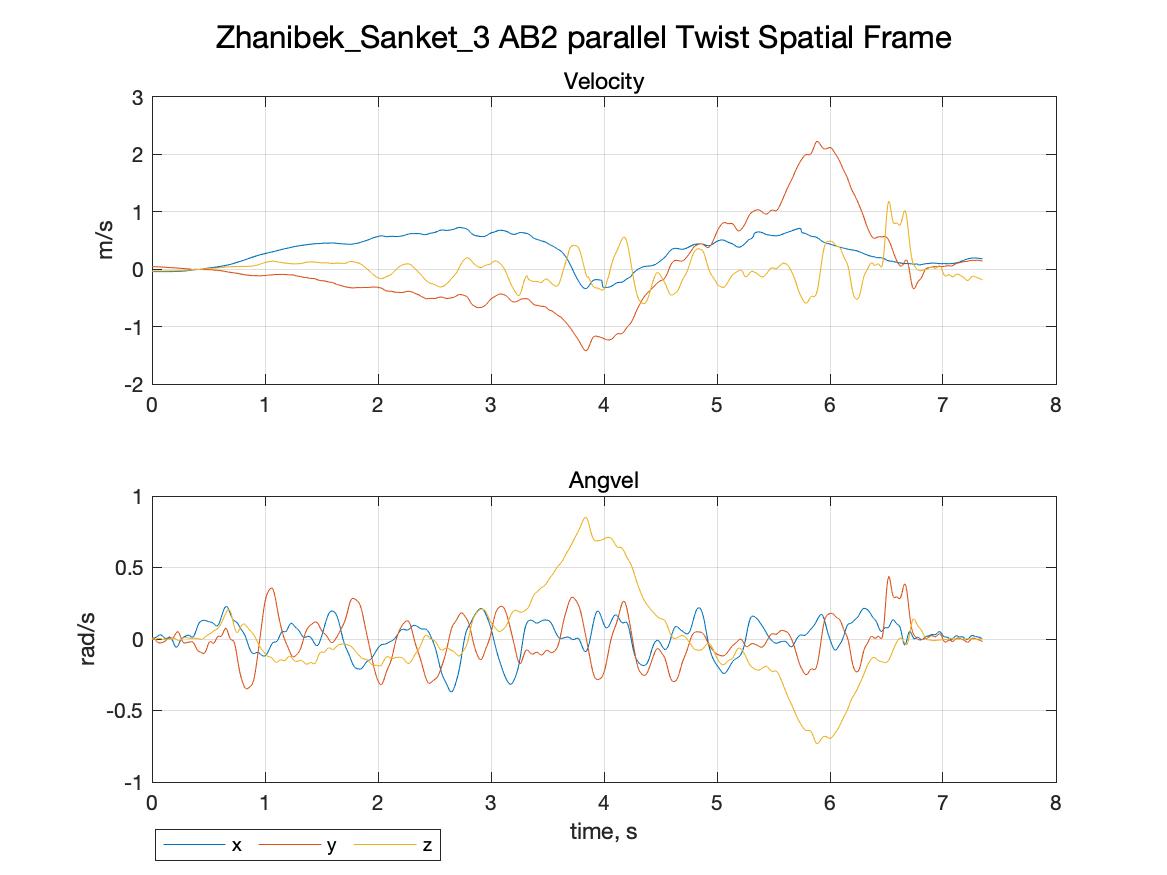 Zhanibek_Sanket_3 AB2 parallel Twist Spatial Frame
Velocity
3
2
1
0
-1
-2
m/s
0 1 2 3 4 5 6 7 8
Angvel
1
0.5
0
-0.5
-1
rad/s
0 1 2 3 4 5 6 7 8
time, s
x y z